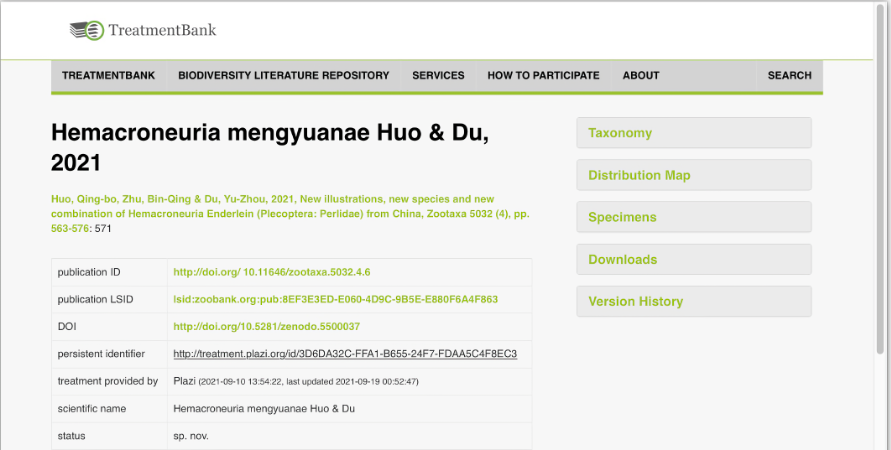 TreatmentBank
TREATMENTBANK BIODIVERSITY LITERATURE REPOSITORY SERVICES HOW TO PARTICIPATE ABOUT SEARCH
Hemacroneuria mengyuanae Huo & Du,
2021
Huo, Qing-bo, Zhu, Bin-Qing & Du, Yu-Zhou, 2021, New illustrations, new species and new
combination of Hemacroneuria Enderlein (Plecoptera: Perlidae) from China, Zootaxa 5032 (4), pp.
563-576: 571
publication ID http://doi.org/ 10.11646/zootaxa.5032.4.6
publication LSID lsid:zoobank.org:pub:8EF3E3ED-E060-4D9C-9B5E-E880F6A4F863
DOI http://doi.org/10.5281/zenodo.5500037
persistent identifier http://treatment.plazi.org/id/3D6DA32C-FFA1-B655-24F7-FDAA5C4F8EC3
treatment provided by Plazi (2021-09-10 13:54:22, last updated 2021-09-19 00:52:47)
scientific name Hemacroneuria mengyuanae Huo & Du
status sp. nov.
Taxonomy
Distribution Map
Specimens
Downloads
Version History